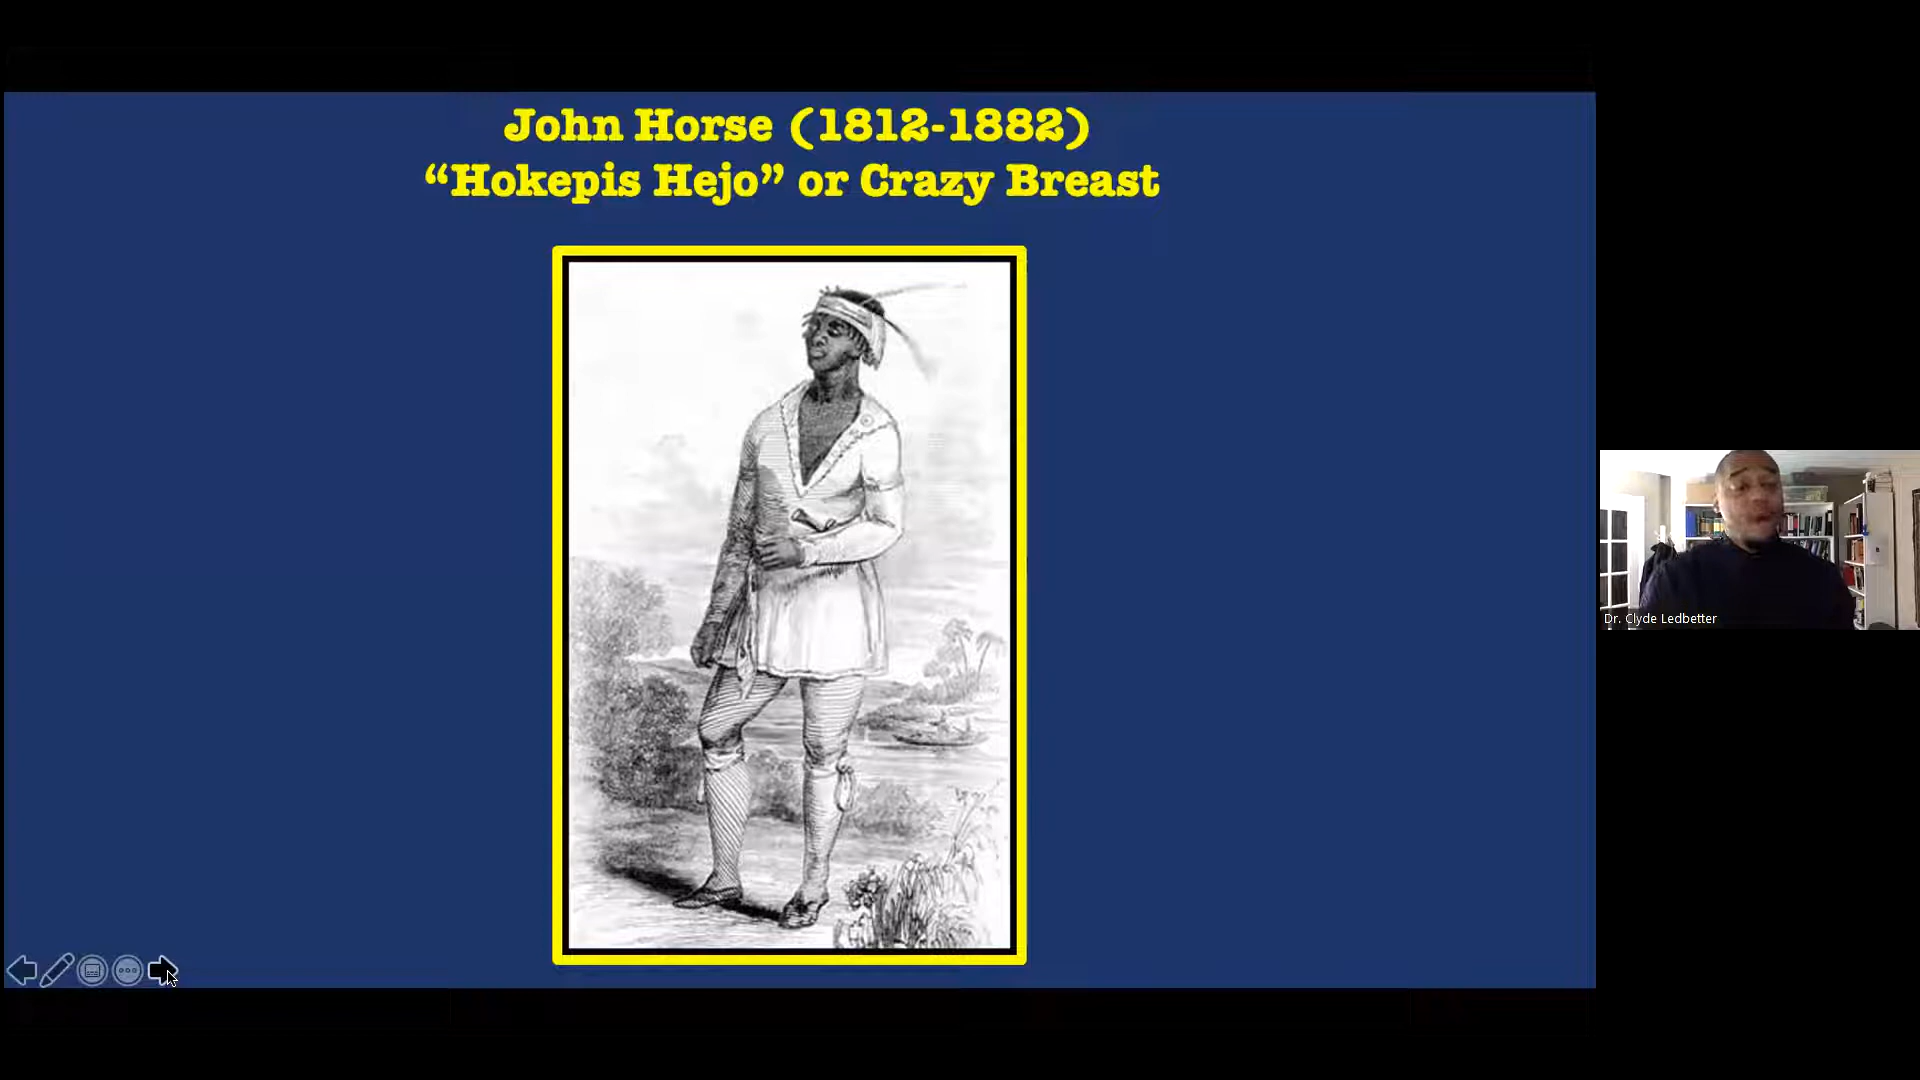 John Horse (1812-1882)
“Hokepis Hejo” or Crazy Breast
Dr. Clyde Ledbetter